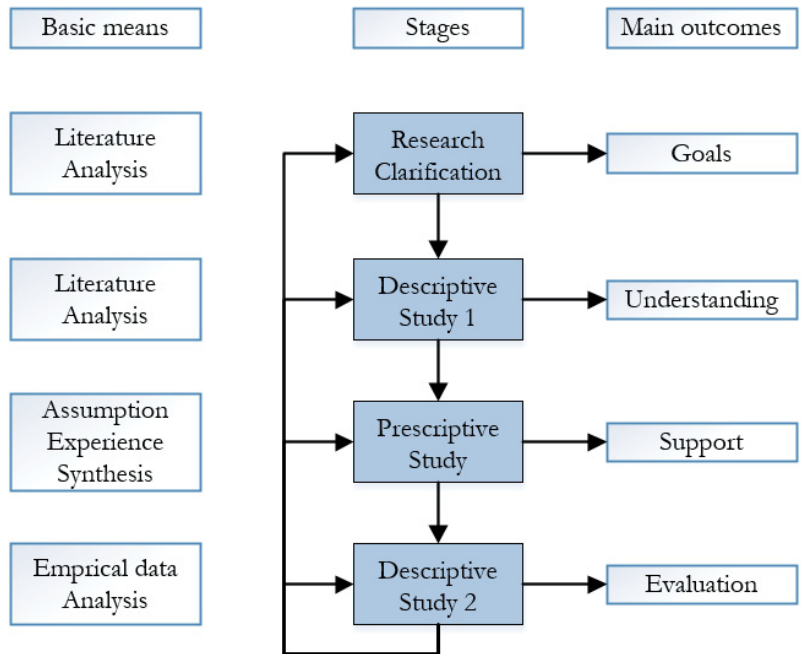 Basic means
Stages
Main outcomes
Literature
Analysis
Research
Clarification
Goals
Literature
Analysis
Descriptive
Study 1
Understanding
Assumption
Experience
Synthesis
Prescriptive
Study
Support
Emprical data
Analysis
Descriptive
Study 2
Evaluation